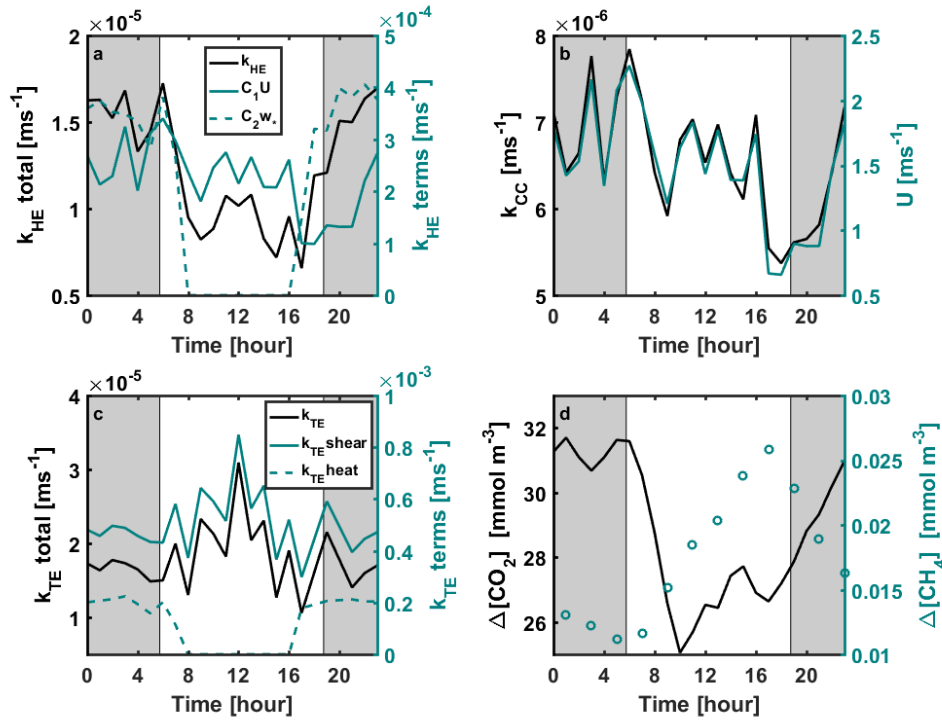 ×10⁻⁵
5 ×10⁻⁴
×10⁻⁶
2
a
k_HE
C₁U
C₂w*
k_HE total [ms⁻¹]
1.5
1
0.5
4
3
2
1
0
k_HE terms [ms⁻¹]
0 4 8 12 16 20
Time [hour]
8
b
7
6
5
k_CC [ms⁻¹]
2.5
2
1.5
1
0.5
U [ms⁻¹]
0 4 8 12 16 20
Time [hour]
×10⁻⁵
×10⁻³
4
c
k_TE
k_TE shear
k_TE heat
3
2
1
k_TE total [ms⁻¹]
1
0.8
0.6
0.4
0.2
0
k_TE terms [ms⁻¹]
0 4 8 12 16 20
Time [hour]
d
32
30
28
26
Δ[CO₂] [mmol m⁻³]
0.03
0.025
0.02
0.015
0.01
Δ[CH₄] [mmol m⁻³]
0 4 8 12 16 20
Time [hour]